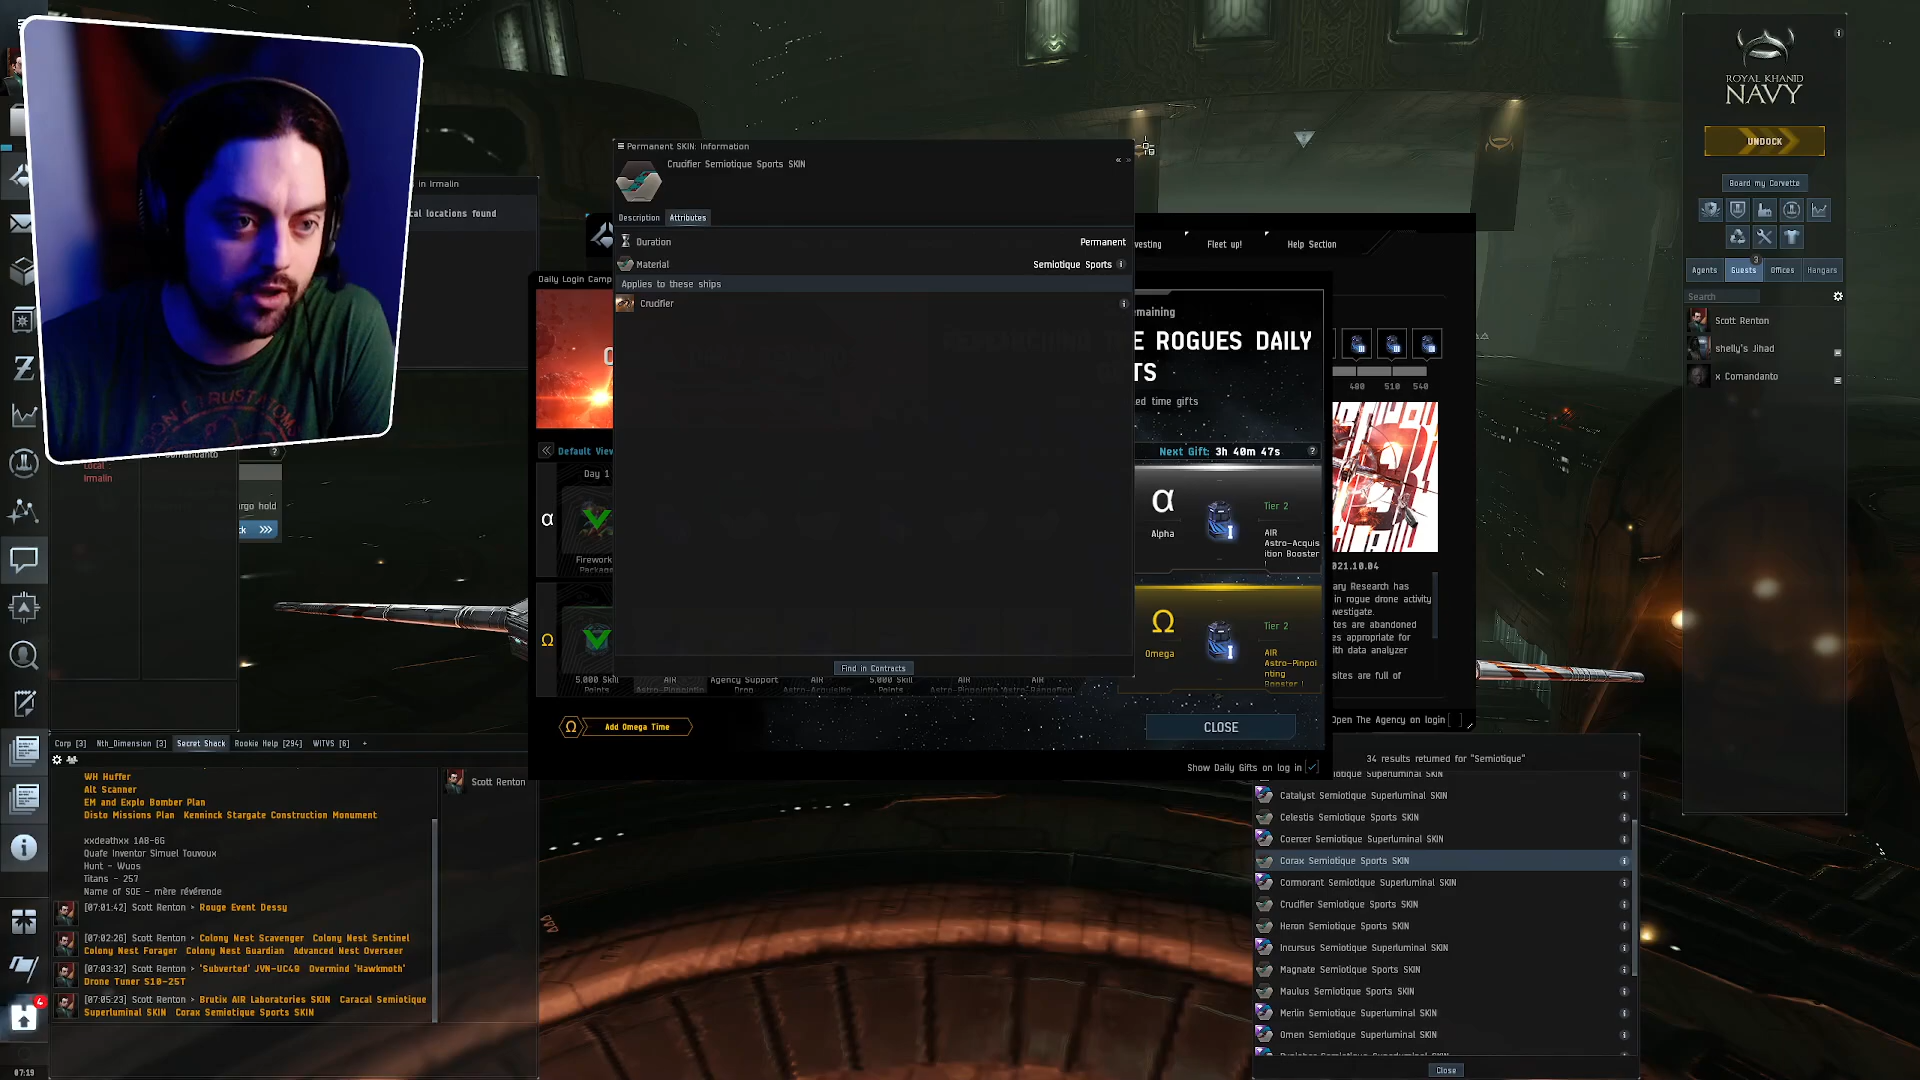 Permanent SKIN: Information
Crucifier Semiotique Sports SKIN
Description Attributes
Duration Permanent
Material Semiotique Sports
Applies to these ships
Crucifier
Find in Contracts
in Irmalin
cal locations found
Local
Irmalin
rgo hold
Daily Login Camp
Default View
Day 1
Firework
Package
5,000 Skill
Points
Agency Support
Drop
5,000 Skill
Points
Add Omega Time
esting Fleet up! Help Section
emaining
E ROGUES DAILY
TS
ed time gifts
Next Gift: 3h 40m 47s
α
Alpha
Tier 2
AIR
Astro-Acquis
ition Booster
Ω
Omega
Tier 2
AIR
Astro-Pinpoi
nting
Booster I
CLOSE
Show Daily Gifts on log in
480 510 540
021.10.04
ary Research has
in rogue drone activity
vestigate.
tes are abandoned
es appropriate for
ith data analyzer
sites are full of
Open The Agency on login
ROYAL KHANID
NAVY
UNDOCK
Board my Corvette
3
Agents Guests Offices Hangars
Search
Scott Renton
shelly's Jihad
x Comandanto
Corp [3] Nth_Dimension [3] Secret Shack Rookie Help [294] WITVS [6] +
WH Huffer
Alt Scanner
EM and Explo Bomber Plan
Disto Missions Plan Kenninck Stargate Construction Monument
xxdeathxx 1A8-6G
Quafe Inventor Simuel Touvoux
Hunt - Wuos
Titans - 257
Name of SOE - mère révérende
[07:01:42] Scott Renton > Rouge Event Dessy
[07:02:26] Scott Renton > Colony Nest Scavenger Colony Nest Sentinel
Colony Nest Forager Colony Nest Guardian Advanced Nest Overseer
[07:03:32] Scott Renton > 'Subverted' JVN-UC49 Overmind 'Hawkmoth'
Drone Tuner S10-25T
[07:05:23] Scott Renton > Brutix AIR Laboratories SKIN Caracal Semiotique
Superluminal SKIN Corax Semiotique Sports SKIN
Scott Renton
4
07:19
34 results returned for "Semiotique"
Catalyst Semiotique Superluminal SKIN
Celestis Semiotique Sports SKIN
Coercer Semiotique Superluminal SKIN
Corax Semiotique Sports SKIN
Cormorant Semiotique Superluminal SKIN
Crucifier Semiotique Sports SKIN
Heron Semiotique Sports SKIN
Incursus Semiotique Superluminal SKIN
Magnate Semiotique Sports SKIN
Maulus Semiotique Sports SKIN
Merlin Semiotique Superluminal SKIN
Omen Semiotique Superluminal SKIN
Close